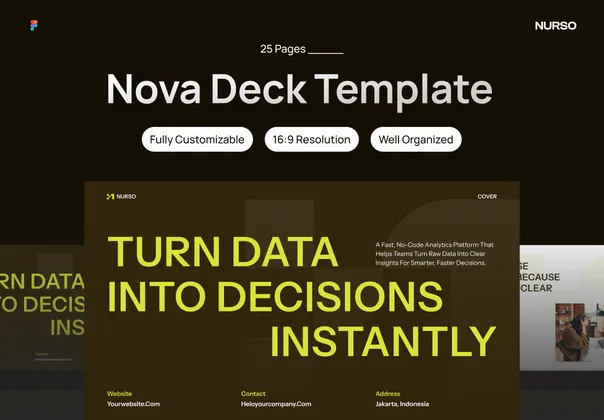 NURSO
25 Pages _____
Nova Deck Template
Fully Customizable
16:9 Resolution
Well Organized
NURSO
COVER
TURN DATA
INTO DECISIONS
INSTANTLY
A Fast, No-Code Analytics Platform That
Helps Teams Turn Raw Data Into Clear
Insights For Smarter, Faster Decisions.
Website
Yourwebsite.Com
Contact
Heloyourcompany.Com
Address
Jakarta, Indonesia
RN DATA
TO DECIS
INS
SE
BECAUSE
CLEAR